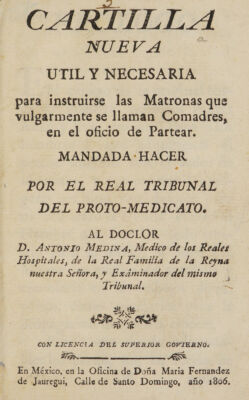 2
CARTILLA
NUEVA
a
UTIL Y NECESARIA
para instruirse las Matronas que
vulgarmente se llaman Comadres,
en el oficio de Partear.
MANDADA HACER
POR EL REAL TRIBUNAL
DEL PROTO-MEDICATO.
AL DOCTOR
D. ANTONIO MEDINA, Medico de los Reales
Hospitales, de la Real Familia de la Reyna
nuestra Señora, y Exâminador del mismo
Tribunal.
CON LICENCIA DEL SUPERIOR GOVIERNO.
En México, en la Oficina de Doña Maria Fernandez
de Jauregui, Calle de Santo Domingo, año 1806.